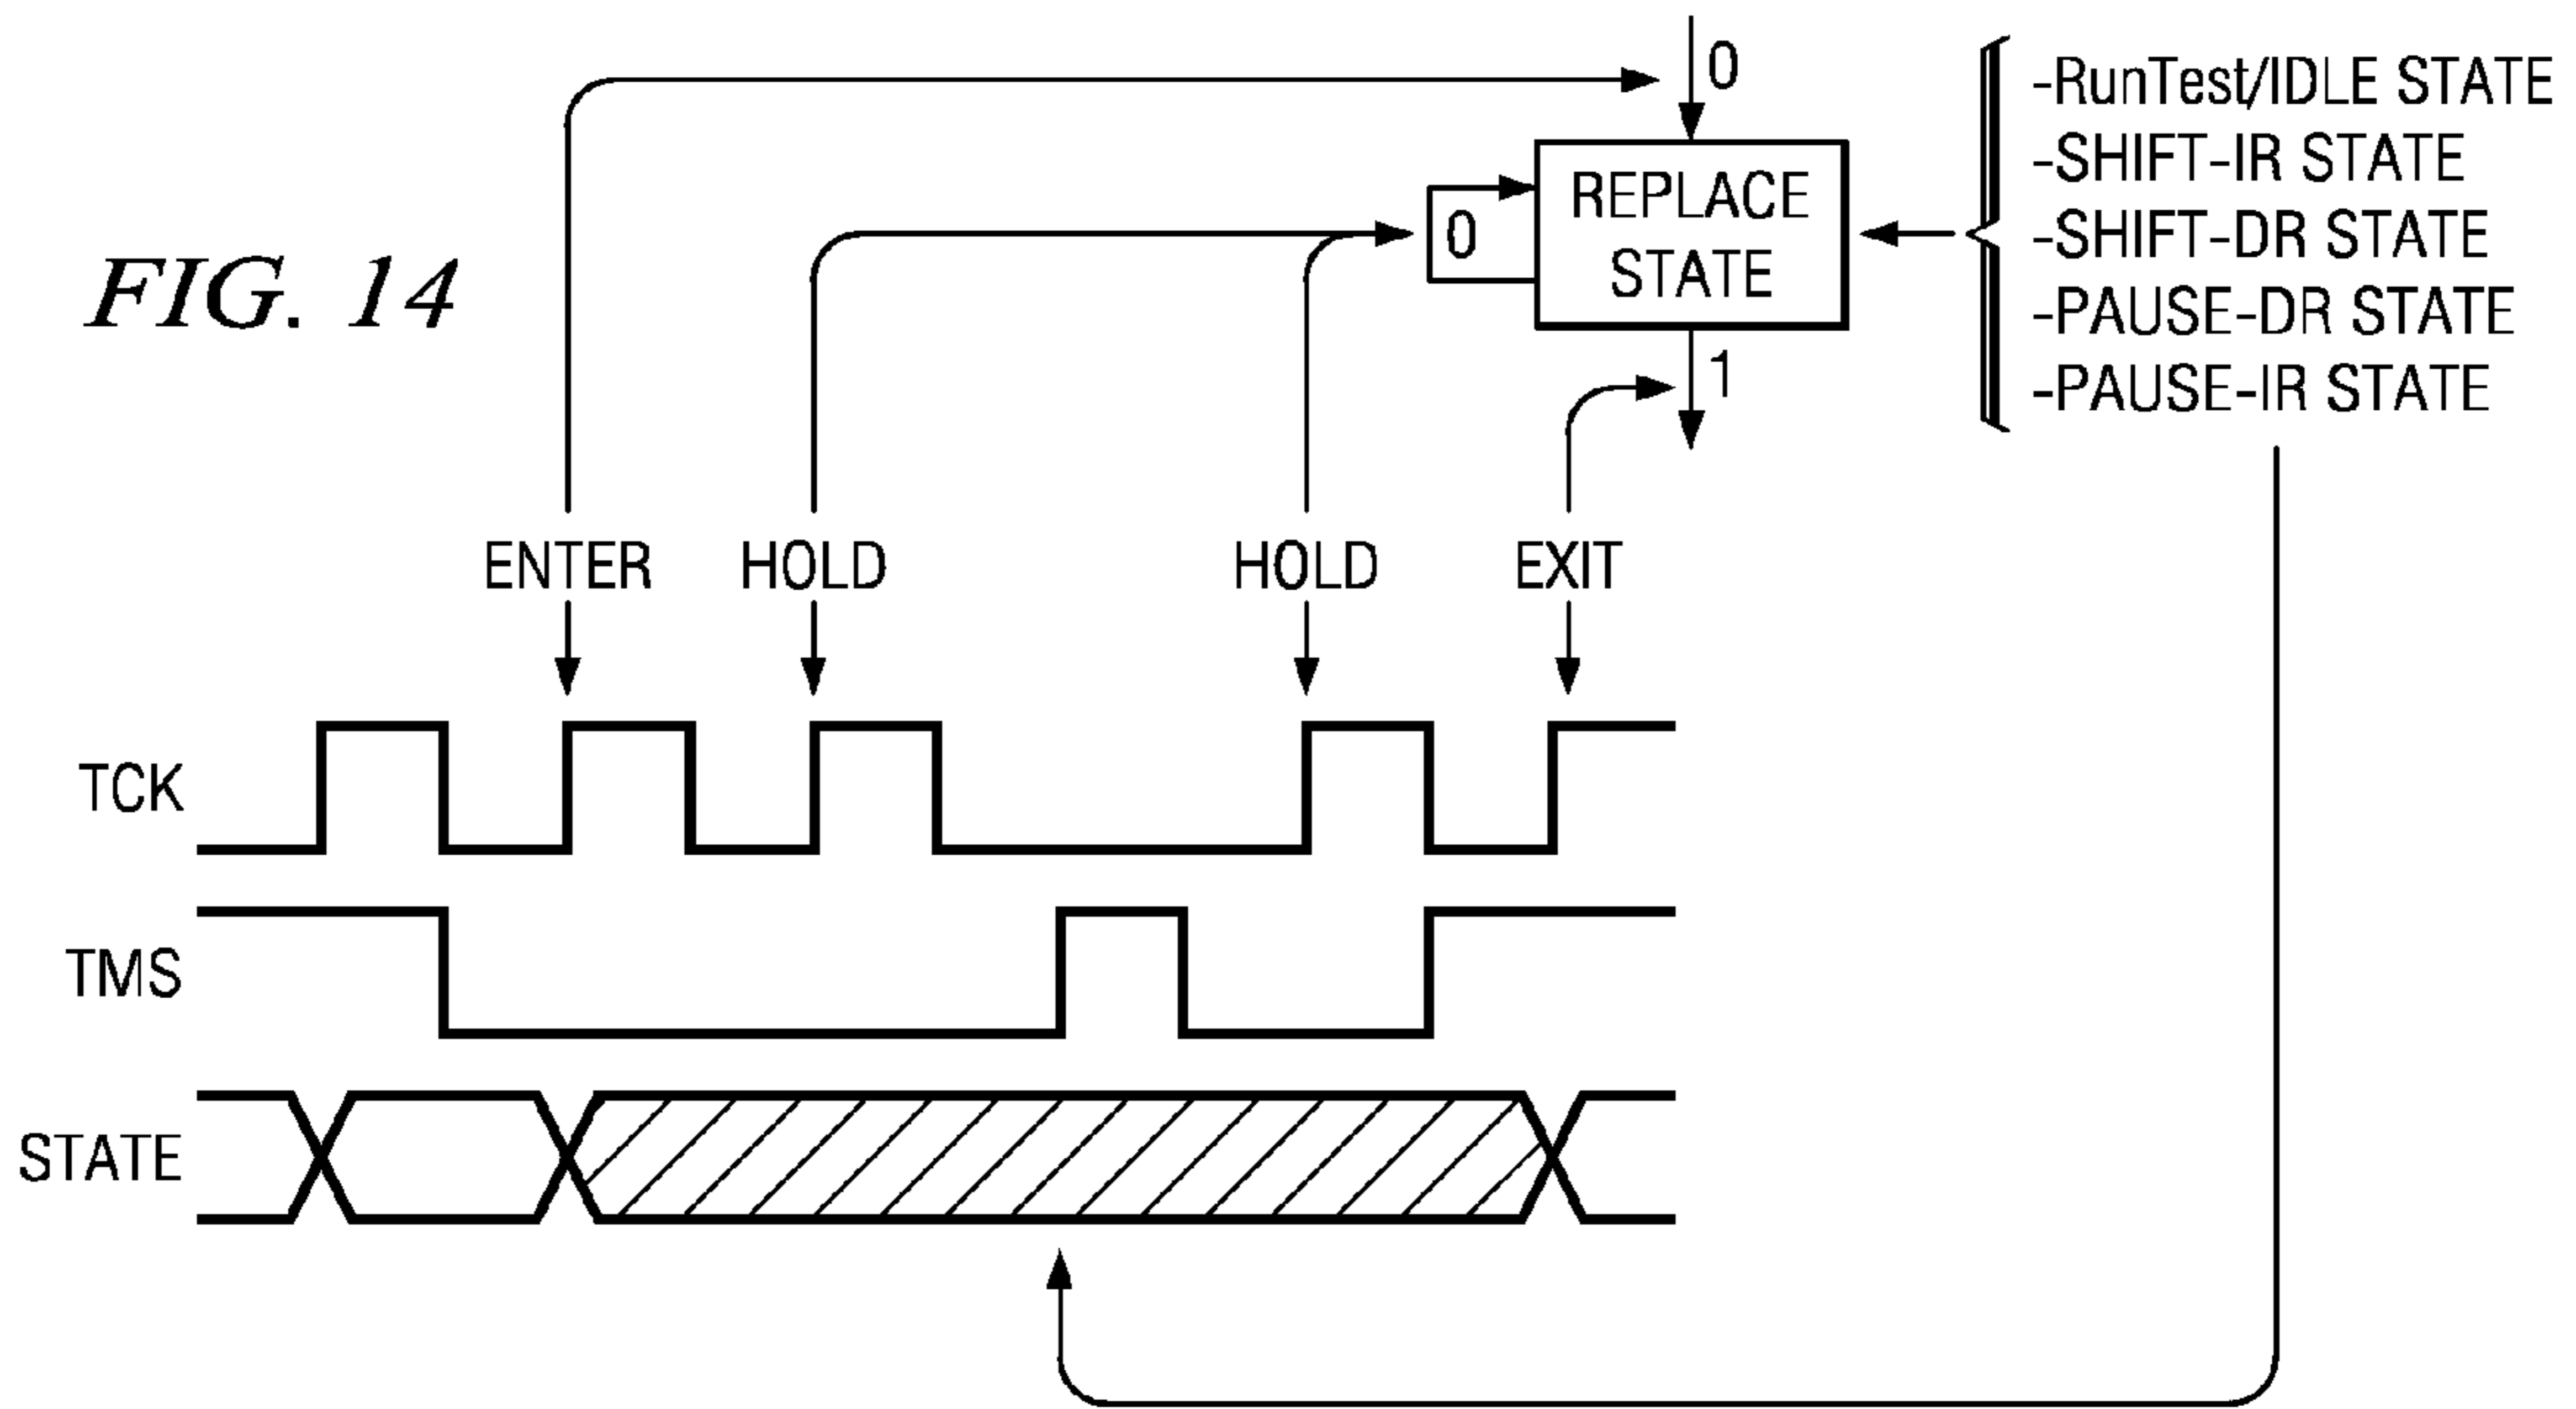 FIG. 14
0
0
REPLACE
STATE
1
-RunTest/IDLE STATE
-SHIFT-IR STATE
-SHIFT-DR STATE
-PAUSE-DR STATE
-PAUSE-IR STATE
ENTER
HOLD
HOLD
EXIT
TCK
TMS
STATE